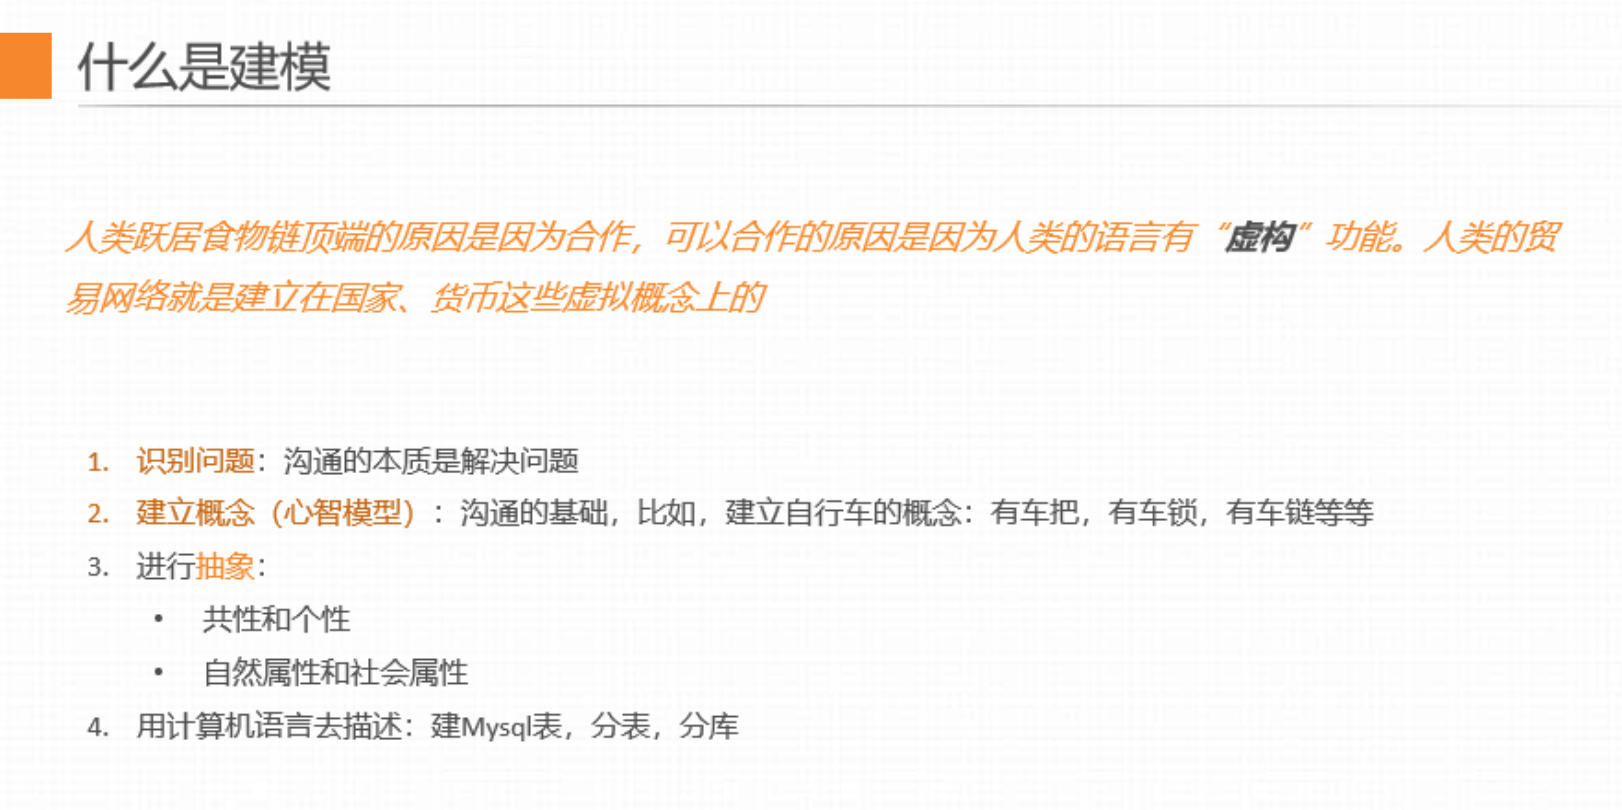 什么是建模
人类跃居食物链顶端的原因是因为合作，可以合作的原因是因为人类的语言有“虚构”功能。人类的贸
易网络就是建立在国家、货币这些虚拟概念上的
1. 识别问题：沟通的本质是解决问题
2. 建立概念（心智模型）：沟通的基础，比如，建立自行车的概念：有车把，有车锁，有车链等等
3. 进行抽象：
• 共性和个性
• 自然属性和社会属性
4. 用计算机语言去描述：建Mysql表，分表，分库